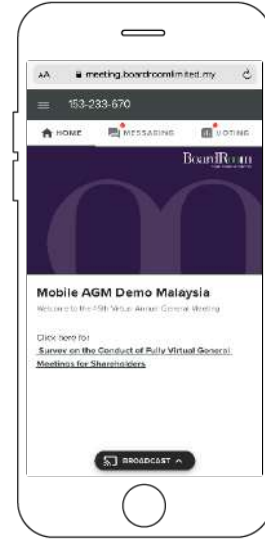 AA meeting.boardroomlimited.my
153-233-670
HOME MESSAGING VOTING
BoardRoom
Mobile AGM Demo Malaysia
Welcome to the 45th Virtual Annual General Meeting
Click here for
Survey on the Conduct of Fully Virtual General
Meetings for Shareholders
BROADCAST